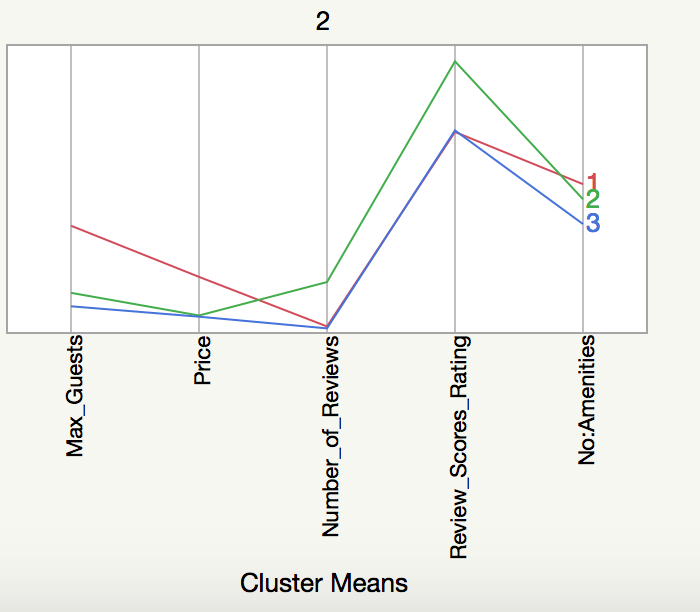 2
1
2
3
Max_Guests
Price
Number_of_Reviews
Review_Scores_Rating
No:Amenities
Cluster Means